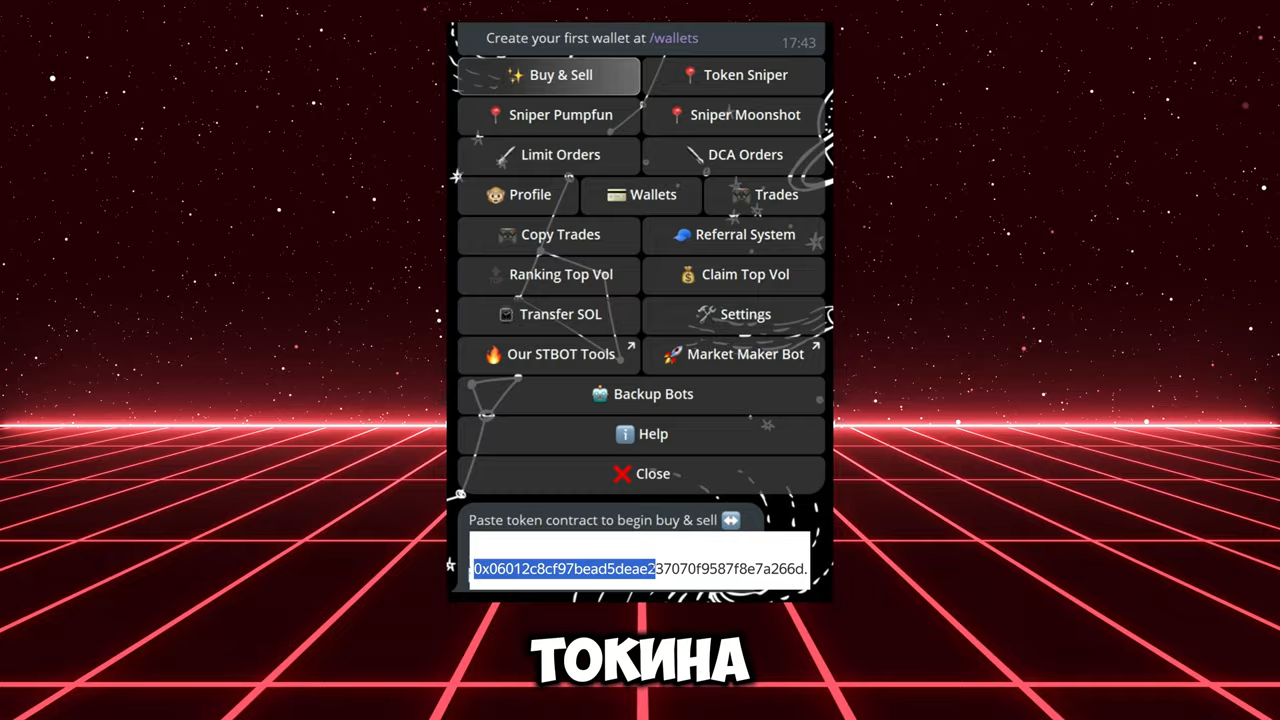 Create your first wallet at /wallets
17:43
✨ Buy & Sell
📍 Token Sniper
📍 Sniper Pumpfun
📍 Sniper Moonshot
Limit Orders
DCA Orders
🐵 Profile
💳 Wallets
Trades
Copy Trades
🧢 Referral System
Ranking Top Vol
💰 Claim Top Vol
Transfer SOL
🛠 Settings
🔥 Our STBOT Tools
🚀 Market Maker Bot
🤖 Backup Bots
ℹ️ Help
❌ Close
Paste token contract to begin buy & sell ↔️
0x06012c8cf97bead5deae237070f9587f8e7a266d.
ТОКИНА